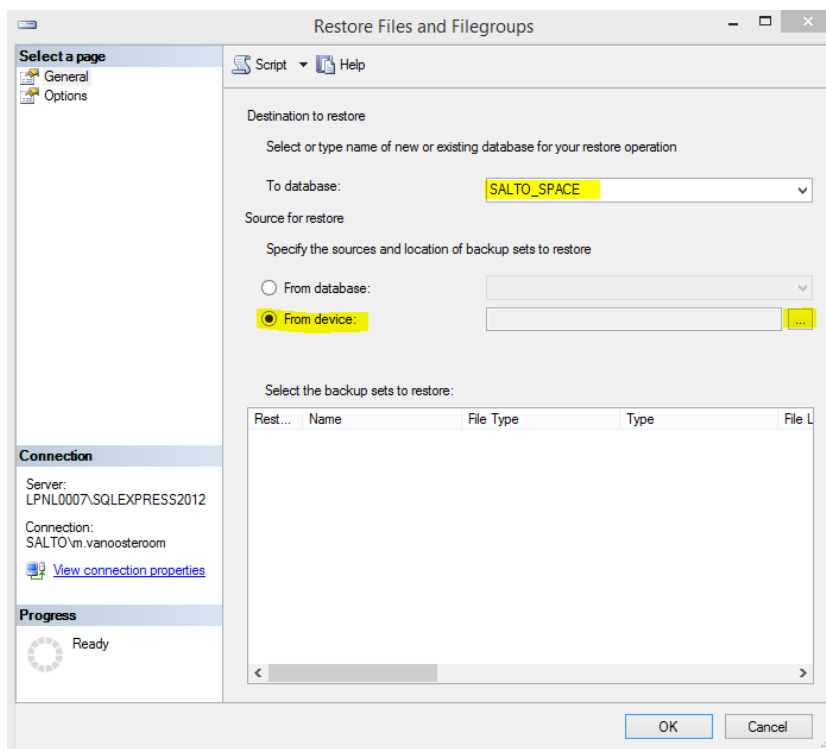 Restore Files and Filegroups
Select a page
General
Options
Script
Help
Destination to restore
Select or type name of new or existing database for your restore operation
To database:
SALTO_SPACE
Source for restore
Specify the sources and location of backup sets to restore
From database:
From device:
...
Select the backup sets to restore:
Rest... Name File Type Type File L
Connection
Server:
LPNL0007\SQLEXPRESS2012
Connection:
SALTO\m.vanoosteroom
View connection properties
Progress
Ready
OK Cancel